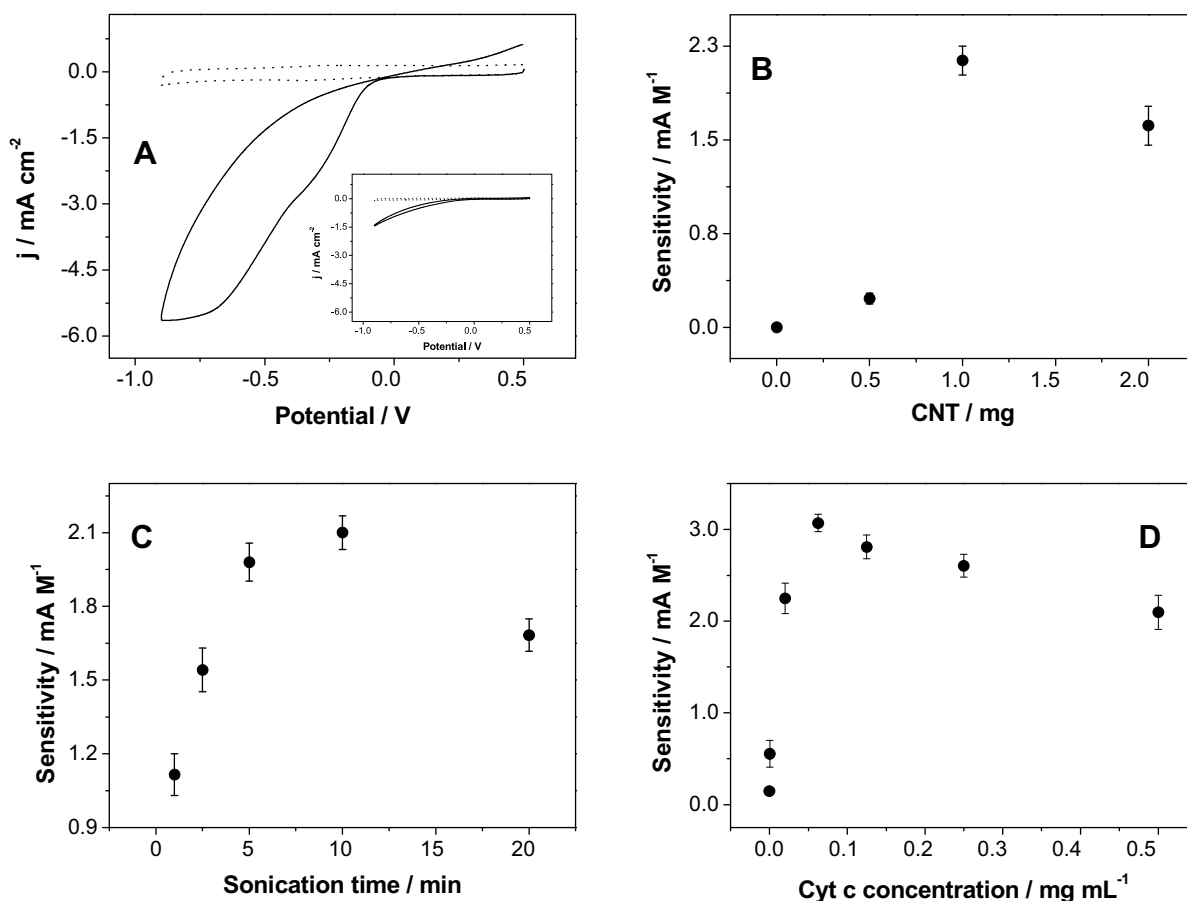 A
j / mA cm⁻²
0.0
-1.5
-3.0
-4.5
-6.0
-1.0 -0.5 0.0 0.5
Potential / V
j / mA cm⁻²
0.0
-1.5
-3.0
-4.5
-6.0
-1.0 -0.5 0.0 0.5
Potential / V
B
Sensitivity / mA M⁻¹
2.3
1.5
0.8
0.0
0.0 0.5 1.0 1.5 2.0
CNT / mg
C
Sensitivity / mA M⁻¹
2.1
1.8
1.5
1.2
0.9
0 5 10 15 20
Sonication time / min
D
Sensitivity / mA M⁻¹
3.0
2.0
1.0
0.0
0.0 0.1 0.2 0.3 0.4 0.5
Cyt c concentration / mg mL⁻¹